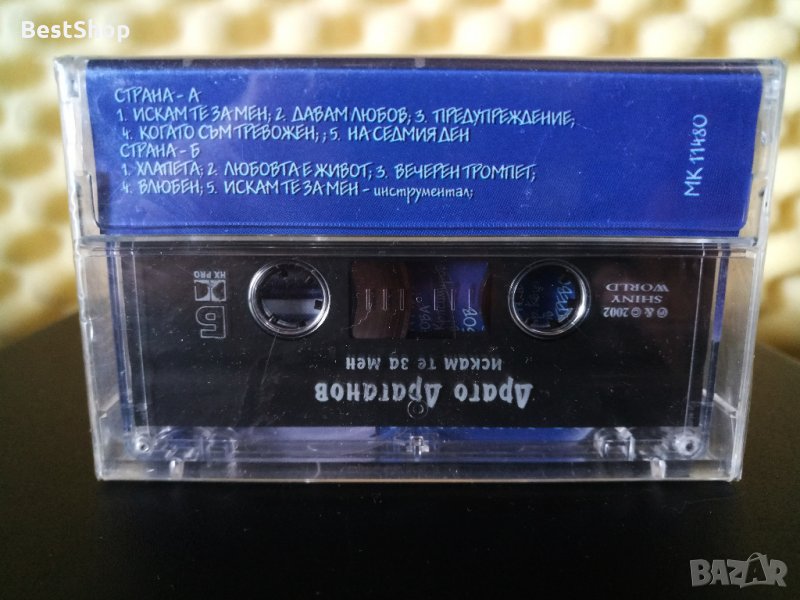 BestShop
СТРАНА - А
1. ИСКАМ ТЕ ЗА МЕН; 2. ДАВАМ ЛЮБОВ; 3. ПРЕДУПРЕЖДЕНИЕ;
4. КОГАТО СЪМ ТРЕВОЖЕН; ; 5. НА СЕДМИЯ ДЕН
СТРАНА - Б
1. ХЛАПЕТА; 2. ЛЮБОВТА Е ЖИВОТ; 3. ВЕЧЕРЕН ТРОМПЕТ;
4. ВЛЮБЕН; 5. ИСКАМ ТЕ ЗА МЕН - инструментал;
МК 11480
Драго Драганов
искам те за мен
Б
HX PRO
℗ & © 2002
SHINY
WORLD
BAZAR